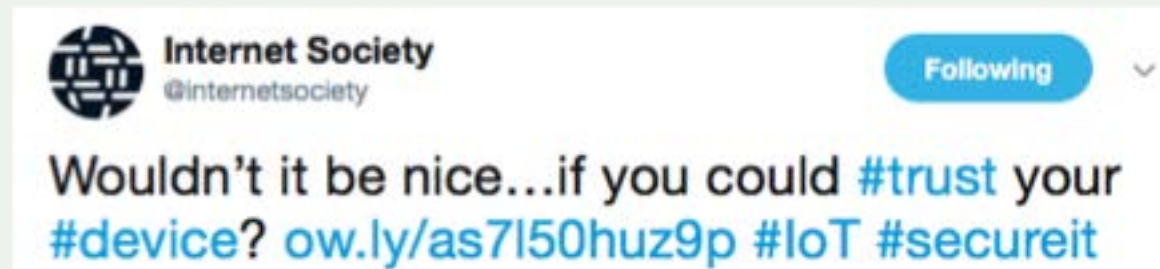 Internet Society
@internetsociety
Following
Wouldn't it be nice...if you could #trust your
#device? ow.ly/as7l50huz9p #IoT #secureit